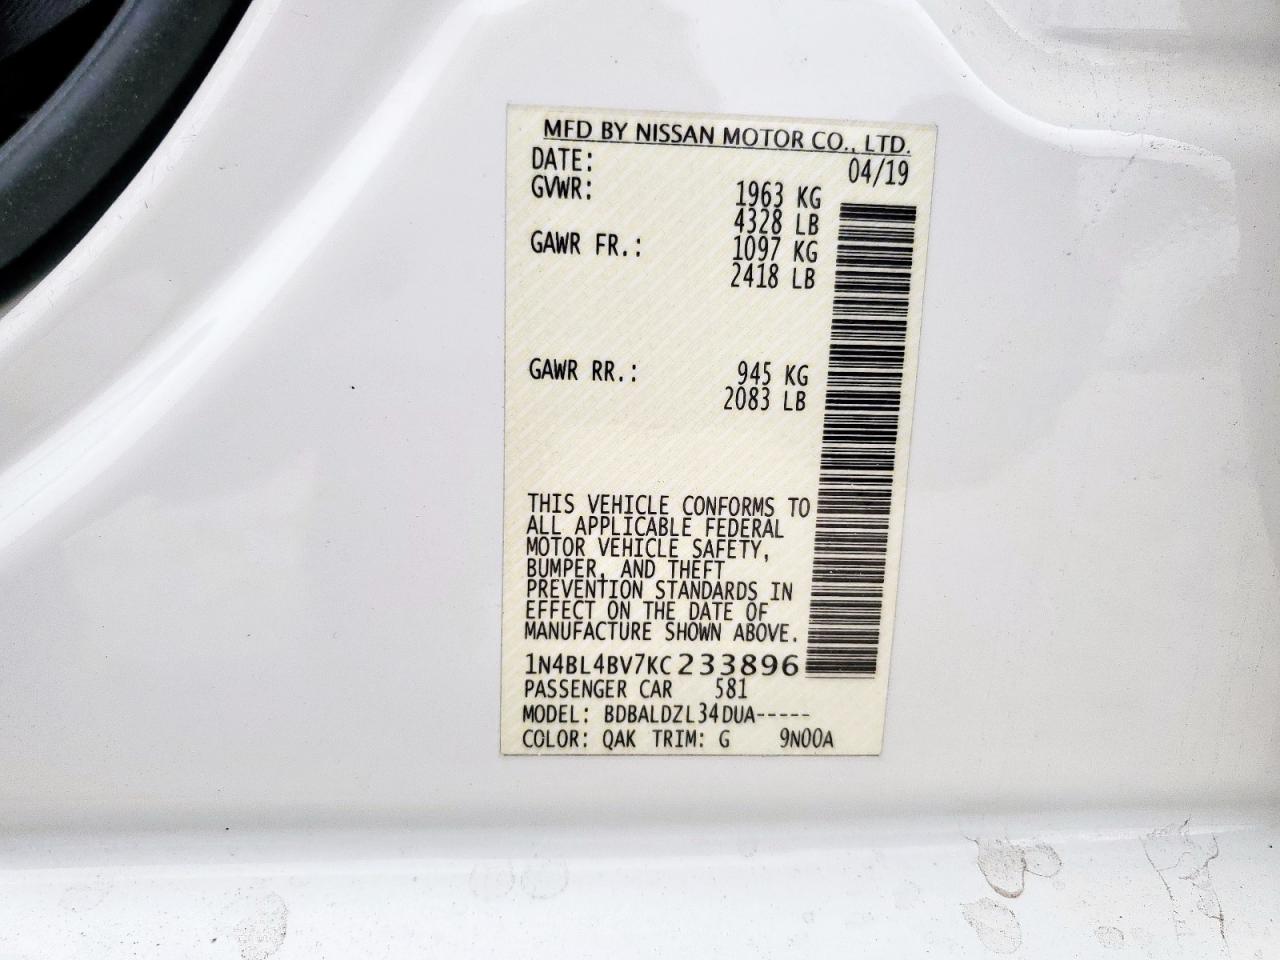 MFD BY NISSAN MOTOR CO., LTD.
DATE: 04/19
GVWR: 1963 KG
4328 LB
GAWR FR.: 1097 KG
2418 LB
GAWR RR.: 945 KG
2083 LB
THIS VEHICLE CONFORMS TO
ALL APPLICABLE FEDERAL
MOTOR VEHICLE SAFETY,
BUMPER, AND THEFT
PREVENTION STANDARDS IN
EFFECT ON THE DATE OF
MANUFACTURE SHOWN ABOVE.
1N4BL4BV7KC233896
PASSENGER CAR 581
MODEL: BDBALDZL34DUA-----
COLOR: QAK TRIM: G 9N00A